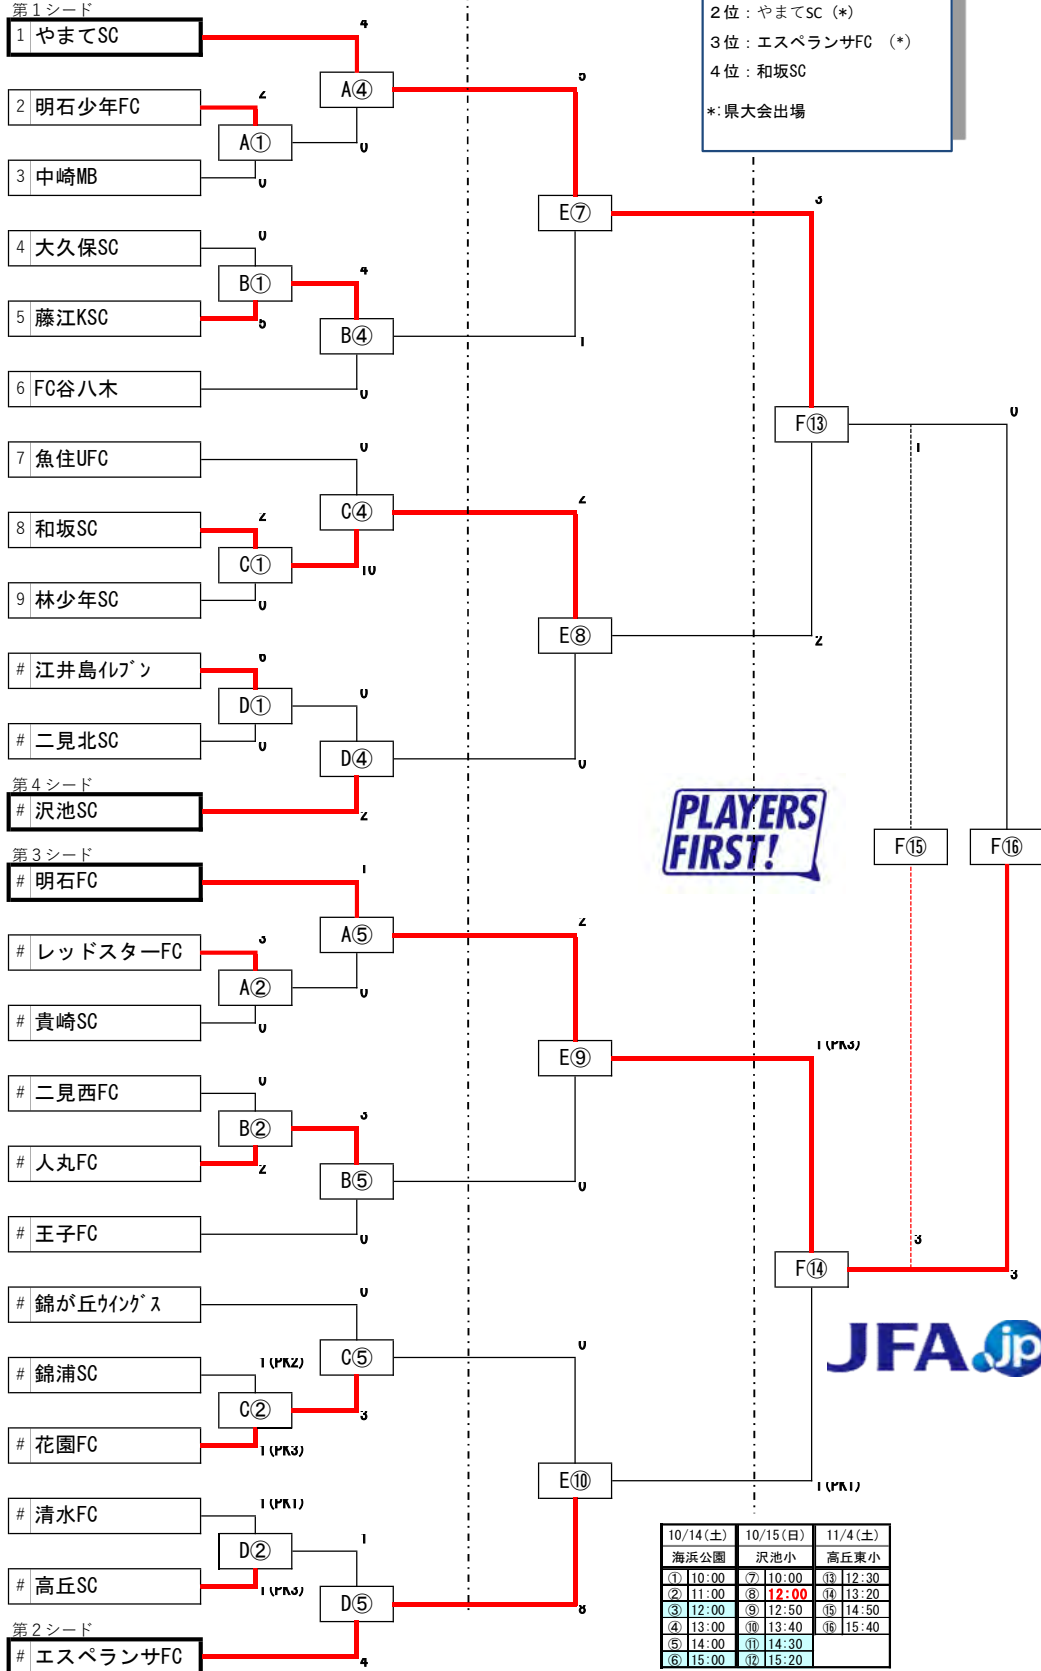 第１シード
1 やまてSC
2 明石少年FC
3 中崎MB
4 大久保SC
5 藤江KSC
6 FC谷八木
7 魚住UFC
8 和坂SC
9 林少年SC
# 江井島ｲﾚﾌﾞﾝ
# 二見北SC
第４シード
# 沢池SC
第３シード
# 明石FC
# レッドスターFC
# 貴崎SC
# 二見西FC
# 人丸FC
# 王子FC
# 錦が丘ｳｲﾝｸﾞｽ
# 錦浦SC
# 花園FC
# 清水FC
# 高丘SC
第２シード
# エスペランサFC
A①
2
0
B①
0
5
C①
2
0
D①
6
0
A②
3
0
B②
0
2
C②
1(PK2)
1(PK3)
D②
1(PK1)
1(PK3)
A④
4
0
B④
4
0
C④
0
10
D④
0
2
A⑤
1
0
B⑤
3
0
C⑤
0
3
D⑤
1
4
E⑦
5
1
E⑧
2
0
E⑨
2
0
E⑩
0
8
F⑬
3
2
F⑭
1(PK3)
1(PK1)
F⑮
1
3
F⑯
0
3
２位：やまてSC（*）
３位：エスペランサFC （*）
４位：和坂SC
*:県大会出場
PLAYERS
FIRST!
JFA.jp
10/14(土) 10/15(日) 11/4(土)
海浜公園 沢池小 高丘東小
① 10:00 ⑦ 10:00 ⑬ 12:30
② 11:00 ⑧ 12:00 ⑭ 13:20
③ 12:00 ⑨ 12:50 ⑮ 14:50
④ 13:00 ⑩ 13:40 ⑯ 15:40
⑤ 14:00 ⑪ 14:30
⑥ 15:00 ⑫ 15:20